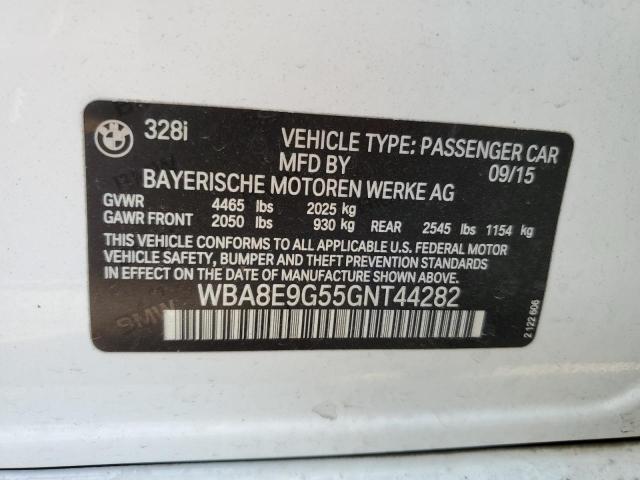 BMW 328i
VEHICLE TYPE: PASSENGER CAR
MFD BY 09/15
BAYERISCHE MOTOREN WERKE AG
GVWR 4465 lbs 2025 kg
GAWR FRONT 2050 lbs 930 kg REAR 2545 lbs 1154 kg
THIS VEHICLE CONFORMS TO ALL APPLICABLE U.S. FEDERAL MOTOR
VEHICLE SAFETY, BUMPER, AND THEFT PREVENTION STANDARDS
IN EFFECT ON THE DATE OF MANUFACTURE SHOWN ABOVE.
WBA8E9G55GNT44282
2 122 606
BMW